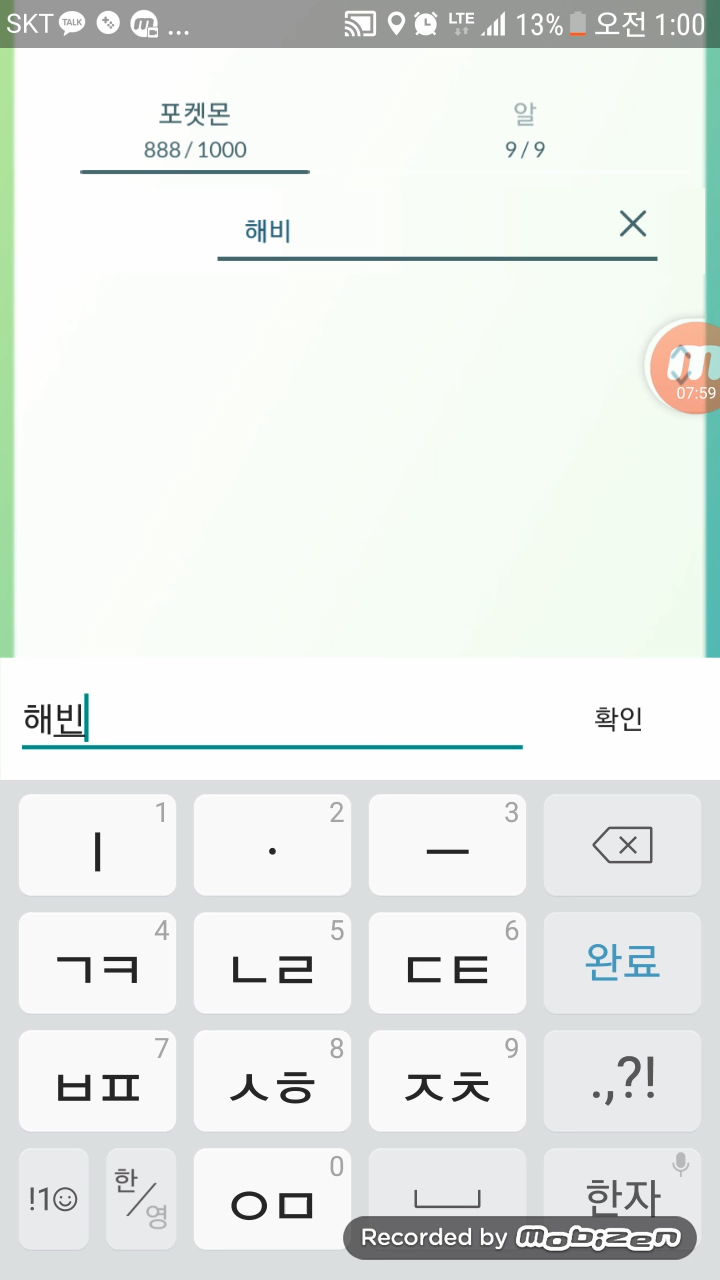 SKT TALK m ... LTE 13% 오전 1:00
포켓몬 알
888/1000 9/9
해비
07:59
해빈 확인
1 ㅣ 2 · 3 ㅡ
4 ㄱㅋ 5 ㄴㄹ 6 ㄷㅌ 완료
7 ㅂㅍ 8 ㅅㅎ 9 ㅈㅊ .,?!
!1☺ 한/영 0 ㅇㅁ 한자
Recorded by mobizen